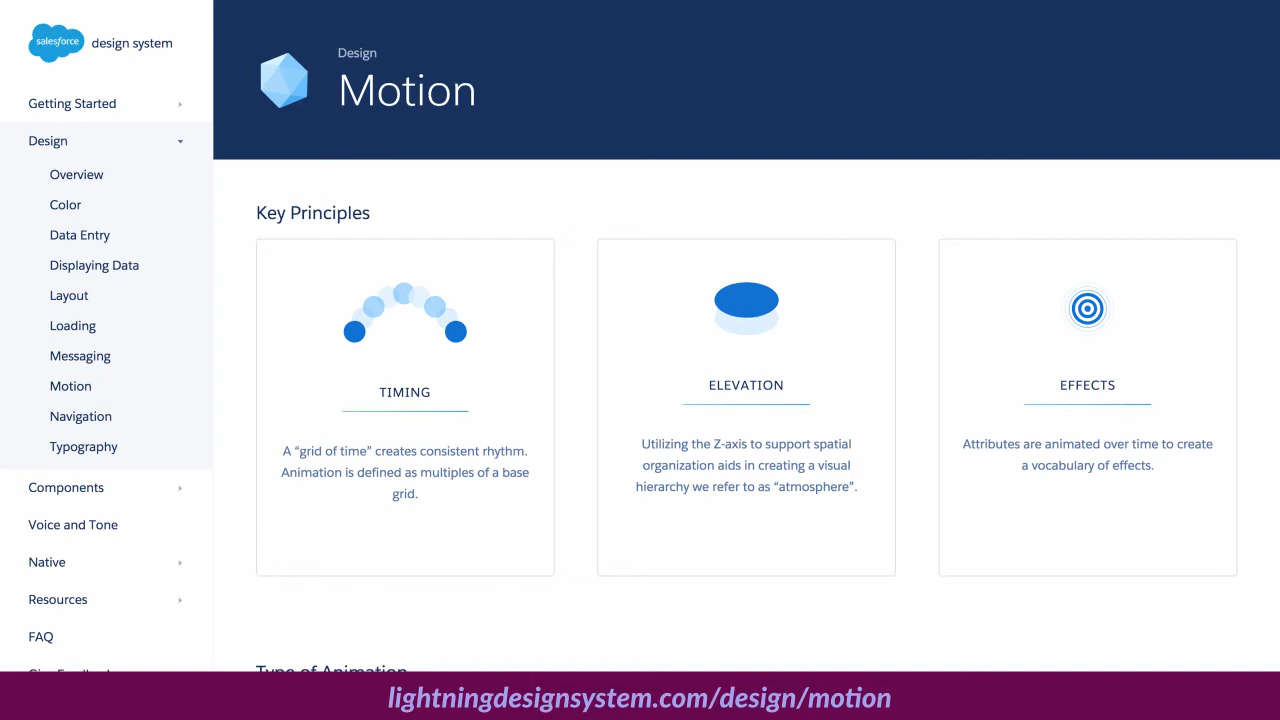 salesforce
design system
Getting Started
Design
Overview
Color
Data Entry
Displaying Data
Layout
Loading
Messaging
Motion
Navigation
Typography
Components
Voice and Tone
Native
Resources
FAQ
Design
Motion
Key Principles
TIMING
A “grid of time” creates consistent rhythm.
Animation is defined as multiples of a base
grid.
ELEVATION
Utilizing the Z-axis to support spatial
organization aids in creating a visual
hierarchy we refer to as “atmosphere”.
EFFECTS
Attributes are animated over time to create
a vocabulary of effects.
Type of Animation
lightningdesignsystem.com/design/motion